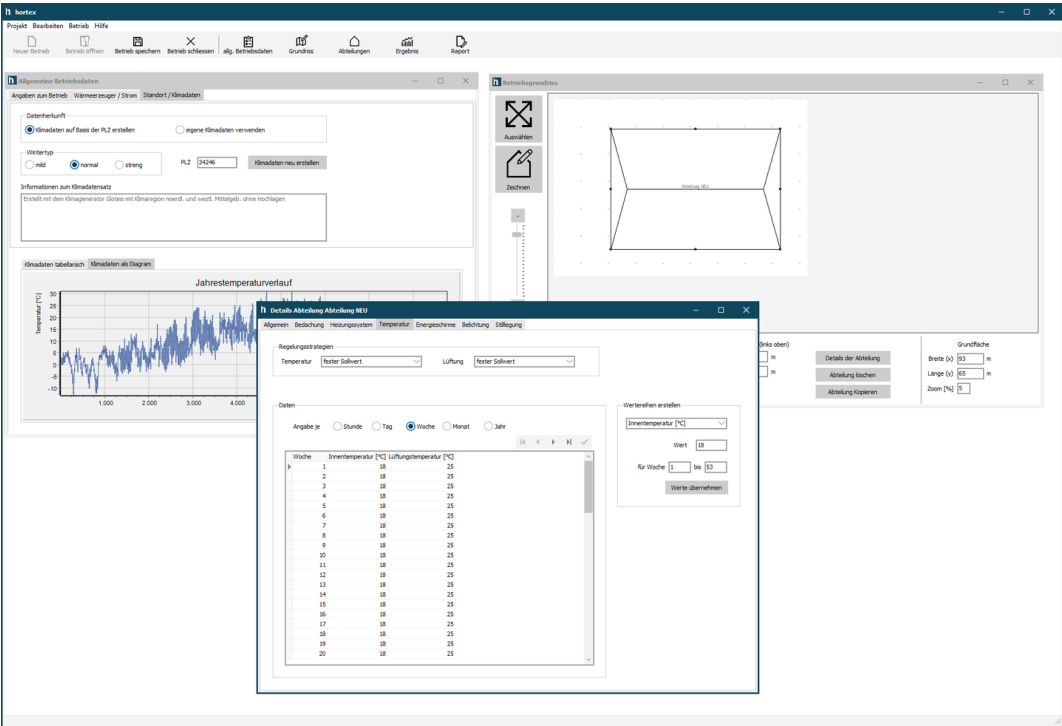 hortex
Projekt Bearbeiten Betrieb Hilfe
Neuer Betrieb Betrieb öffnen Betrieb speichern Betrieb schliessen allg. Betriebsdaten Grundriss Abteilungen Ergebnis Report
Allgemeine Betriebsdaten
Angaben zum Betrieb Wärmeerzeuger / Strom Standort / Klimadaten
Datenherkunft
Klimadaten auf Basis der PLZ erstellen eigene Klimadaten verwenden
Wintertyp
mild normal streng PLZ 34246 Klimadaten neu erstellen
Informationen zum Klimadatensatz
Erstellt mit dem Klimagenerator Glotesi mit Klimaregion noerdl. und westl. Mittelgeb. ohne Hochlagen
Klimadaten tabellarisch Klimadaten als Diagram
Jahrestemperaturverlauf
Temperatur [°C]
30
25
20
15
10
5
0
-5
-10
1.000 2.000 3.000 4.000
Betriebsgrundriss
Auswählen
Zeichnen
-
Abteilung NEU
(links oben)
m
m
Details der Abteilung
Abteilung löschen
Abteilung Kopieren
Grundfläche
Breite (x) 93 m
Länge (y) 65 m
Zoom [%] 5
Details Abteilung Abteilung NEU
Allgemein Bedachung Heizungssystem Temperatur Energieschirme Belichtung Stilllegung
Regelungsstrategien
Temperatur fester Sollwert Lüftung fester Sollwert
Daten
Angabe je Stunde Tag Woche Monat Jahr
Woche Innentemperatur [°C] Lüftungstemperatur [°C]
1 18 25
2 18 25
3 18 25
4 18 25
5 18 25
6 18 25
7 18 25
8 18 25
9 18 25
10 18 25
11 18 25
12 18 25
13 18 25
14 18 25
15 18 25
16 18 25
17 18 25
18 18 25
19 18 25
20 18 25
Wertereihen erstellen
Innentemperatur [°C]
Wert 18
für Woche 1 bis 53
Werte übernehmen